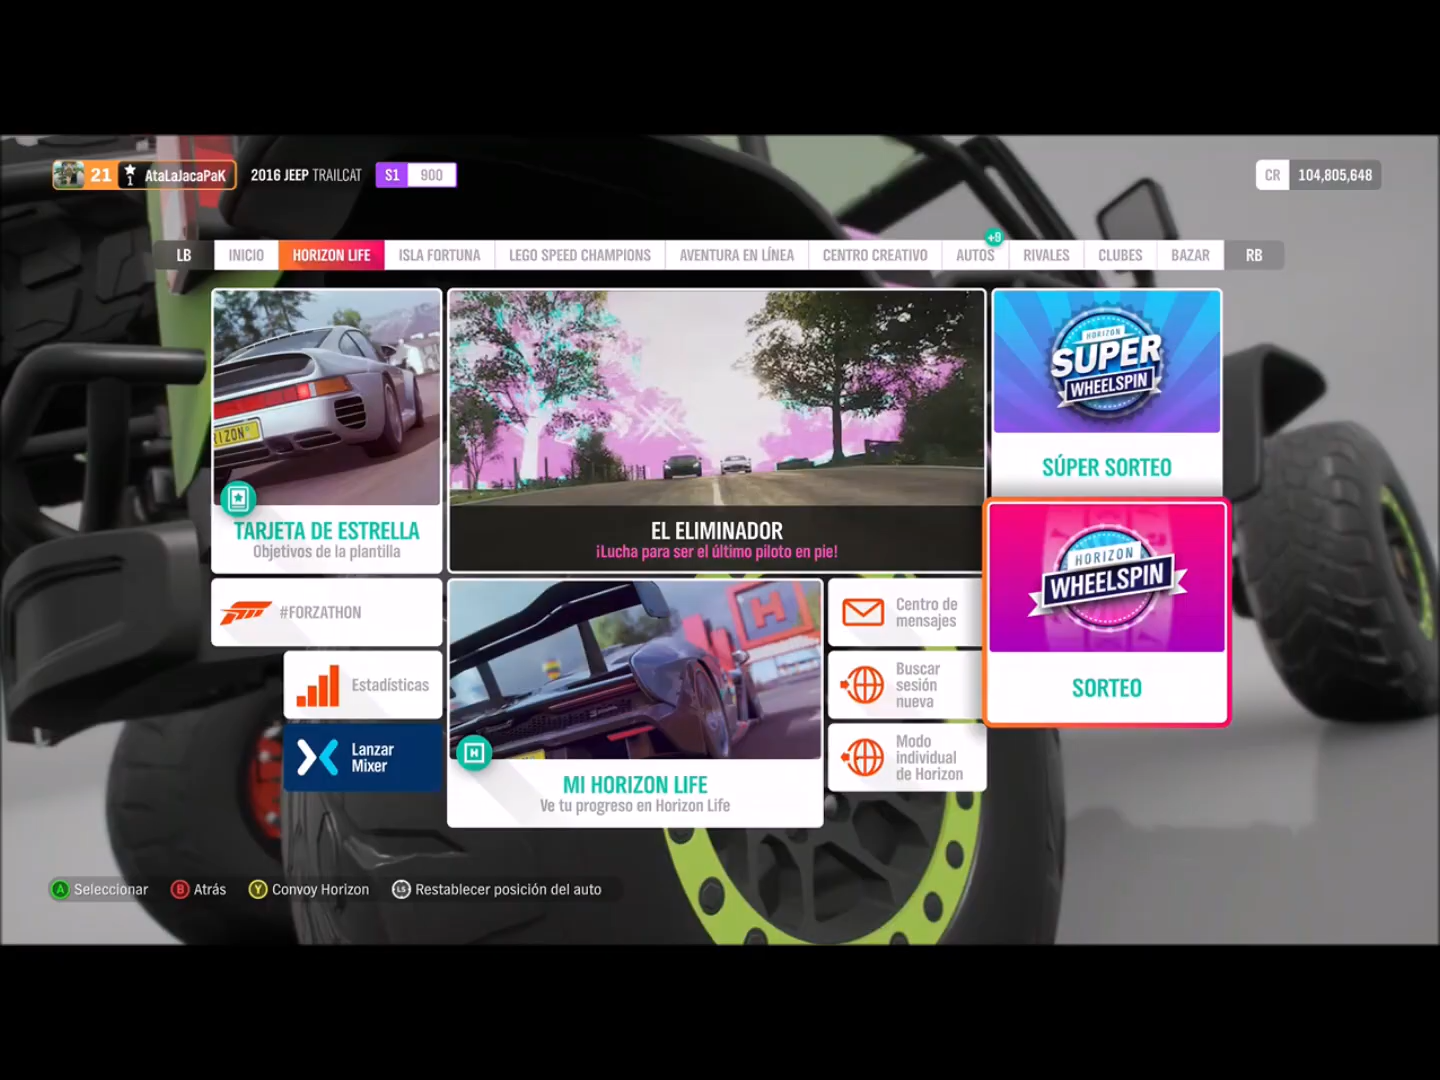 21 1 AtaLaJacaPaK 2016 JEEP TRAILCAT S1 900
CR 104,805,648
LB INICIO HORIZON LIFE ISLA FORTUNA LEGO SPEED CHAMPIONS AVENTURA EN LÍNEA CENTRO CREATIVO AUTOS +9 RIVALES CLUBES BAZAR RB
TARJETA DE ESTRELLA
Objetivos de la plantilla
EL ELIMINADOR
¡Lucha para ser el último piloto en pie!
HORIZON
SUPER
WHEELSPIN
SÚPER SORTEO
#FORZATHON
Estadísticas
Lanzar
Mixer
H
MI HORIZON LIFE
Ve tu progreso en Horizon Life
Centro de
mensajes
Buscar
sesión
nueva
Modo
individual
de Horizon
HORIZON
WHEELSPIN
SORTEO
A Seleccionar B Atrás Y Convoy Horizon LS Restablecer posición del auto